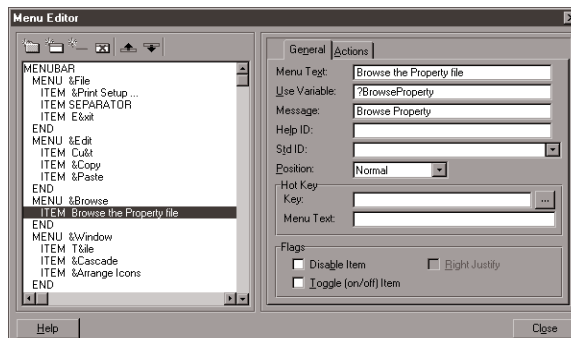 Menu Editor
MENUBAR
MENU &File
ITEM &Print Setup ...
ITEM SEPARATOR
ITEM E&xit
END
MENU &Edit
ITEM Cu&t
ITEM &Copy
ITEM &Paste
END
MENU &Browse
ITEM Browse the Property file
END
MENU &Window
ITEM T&ile
ITEM &Cascade
ITEM &Arrange Icons
END
General Actions
Menu Text: Browse the Property file
Use Variable: ?BrowseProperty
Message: Browse Property
Help ID:
Std ID:
Position: Normal
Hot Key
Key: ...
Menu Text:
Flags
Disable Item Right Justify
Toggle (on/off) Item
Help Close